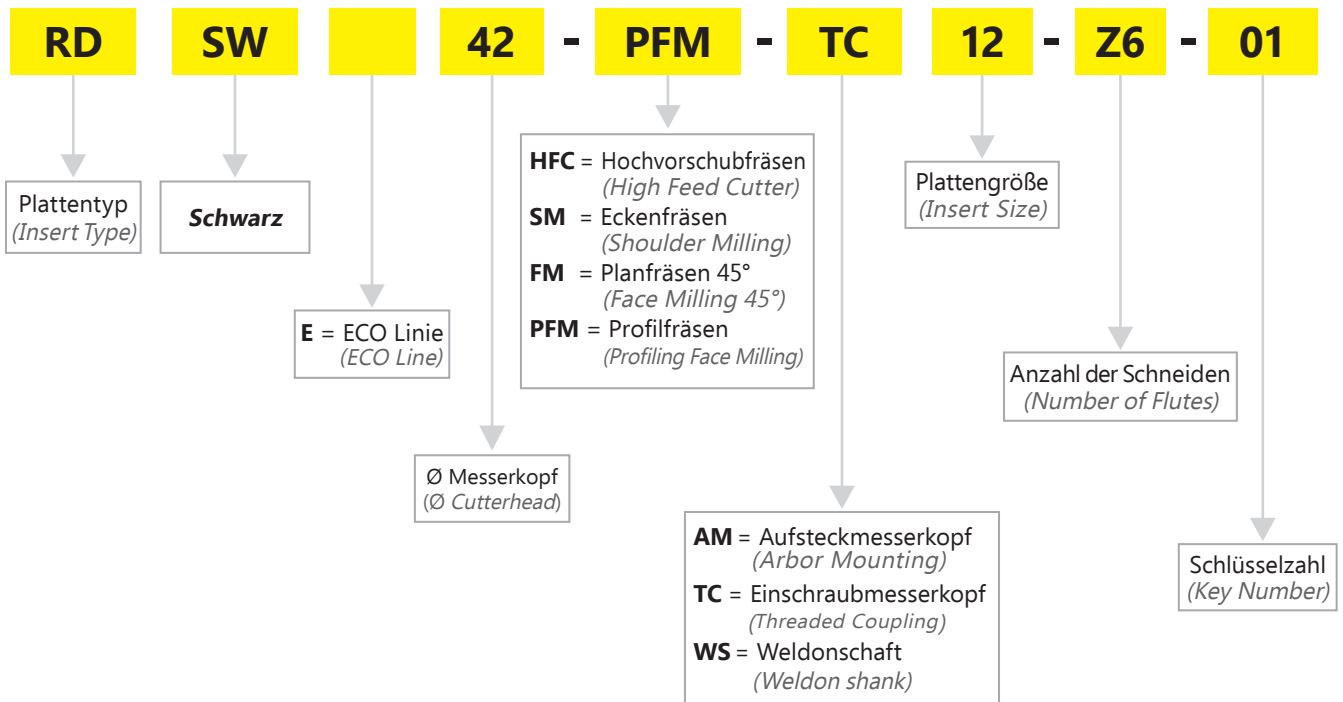 RD SW 42 - PFM - TC 12 - Z6 - 01
Plattentyp
(Insert Type)
Schwarz
E = ECO Linie
(ECO Line)
Ø Messerkopf
(Ø Cutterhead)
HFC = Hochvorschubfräsen
(High Feed Cutter)
SM = Eckenfräsen
(Shoulder Milling)
FM = Planfräsen 45°
(Face Milling 45°)
PFM = Profilfräsen
(Profiling Face Milling)
AM = Aufsteckmesserkopf
(Arbor Mounting)
TC = Einschraubmesserkopf
(Threaded Coupling)
WS = Weldonschaft
(Weldon shank)
Plattengröße
(Insert Size)
Anzahl der Schneiden
(Number of Flutes)
Schlüsselzahl
(Key Number)